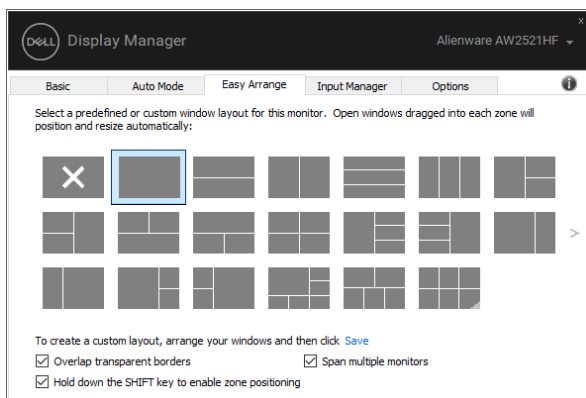 DELL Display Manager Alienware AW2521HF
Basic Auto Mode Easy Arrange Input Manager Options
Select a predefined or custom window layout for this monitor. Open windows dragged into each zone will
position and resize automatically:
To create a custom layout, arrange your windows and then click Save
Overlap transparent borders Span multiple monitors
Hold down the SHIFT key to enable zone positioning